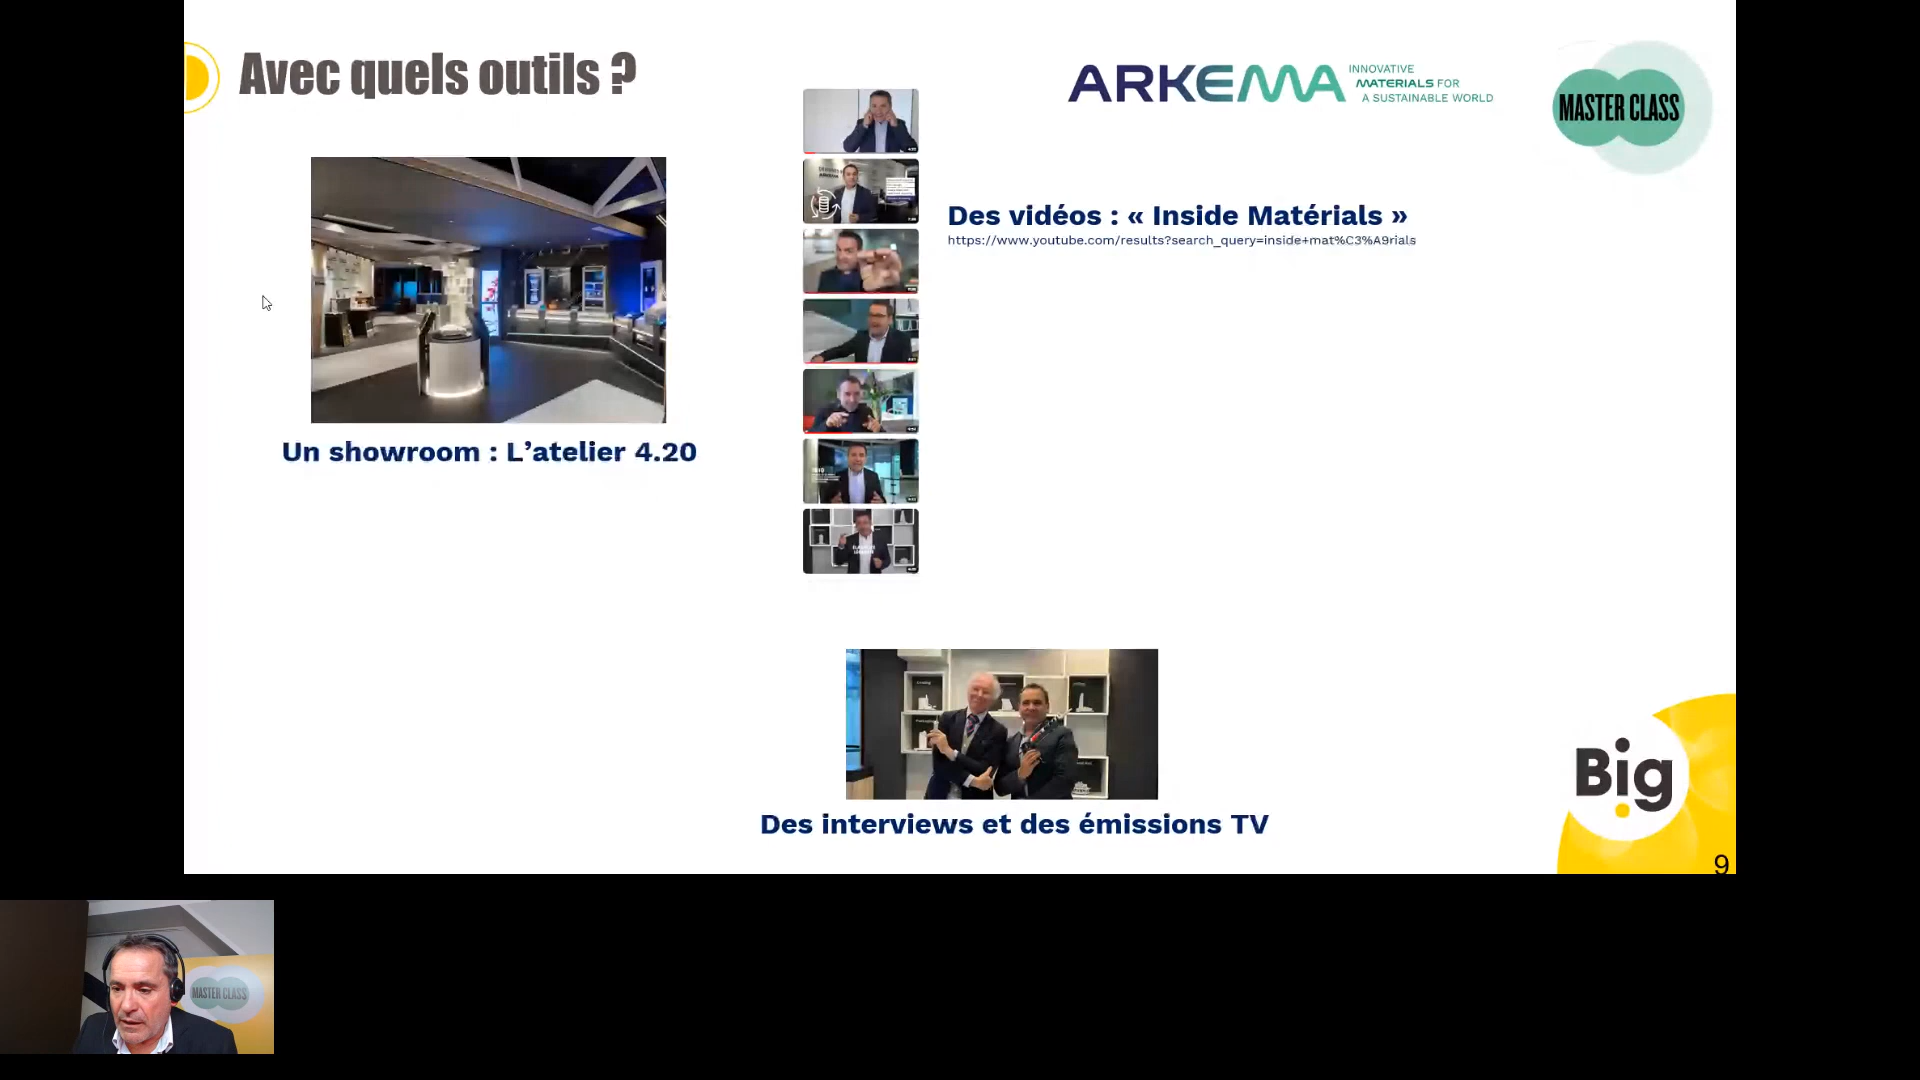 Avec quels outils ?
ARKEMA
INNOVATIVE
MATERIALS FOR
A SUSTAINABLE WORLD
MASTER CLASS
Des vidéos : « Inside Matérials »
https://www.youtube.com/results?search_query=inside+mat%C3%A9rials
Un showroom : L’atelier 4.20
Des interviews et des émissions TV
Big
9
MASTER CLASS